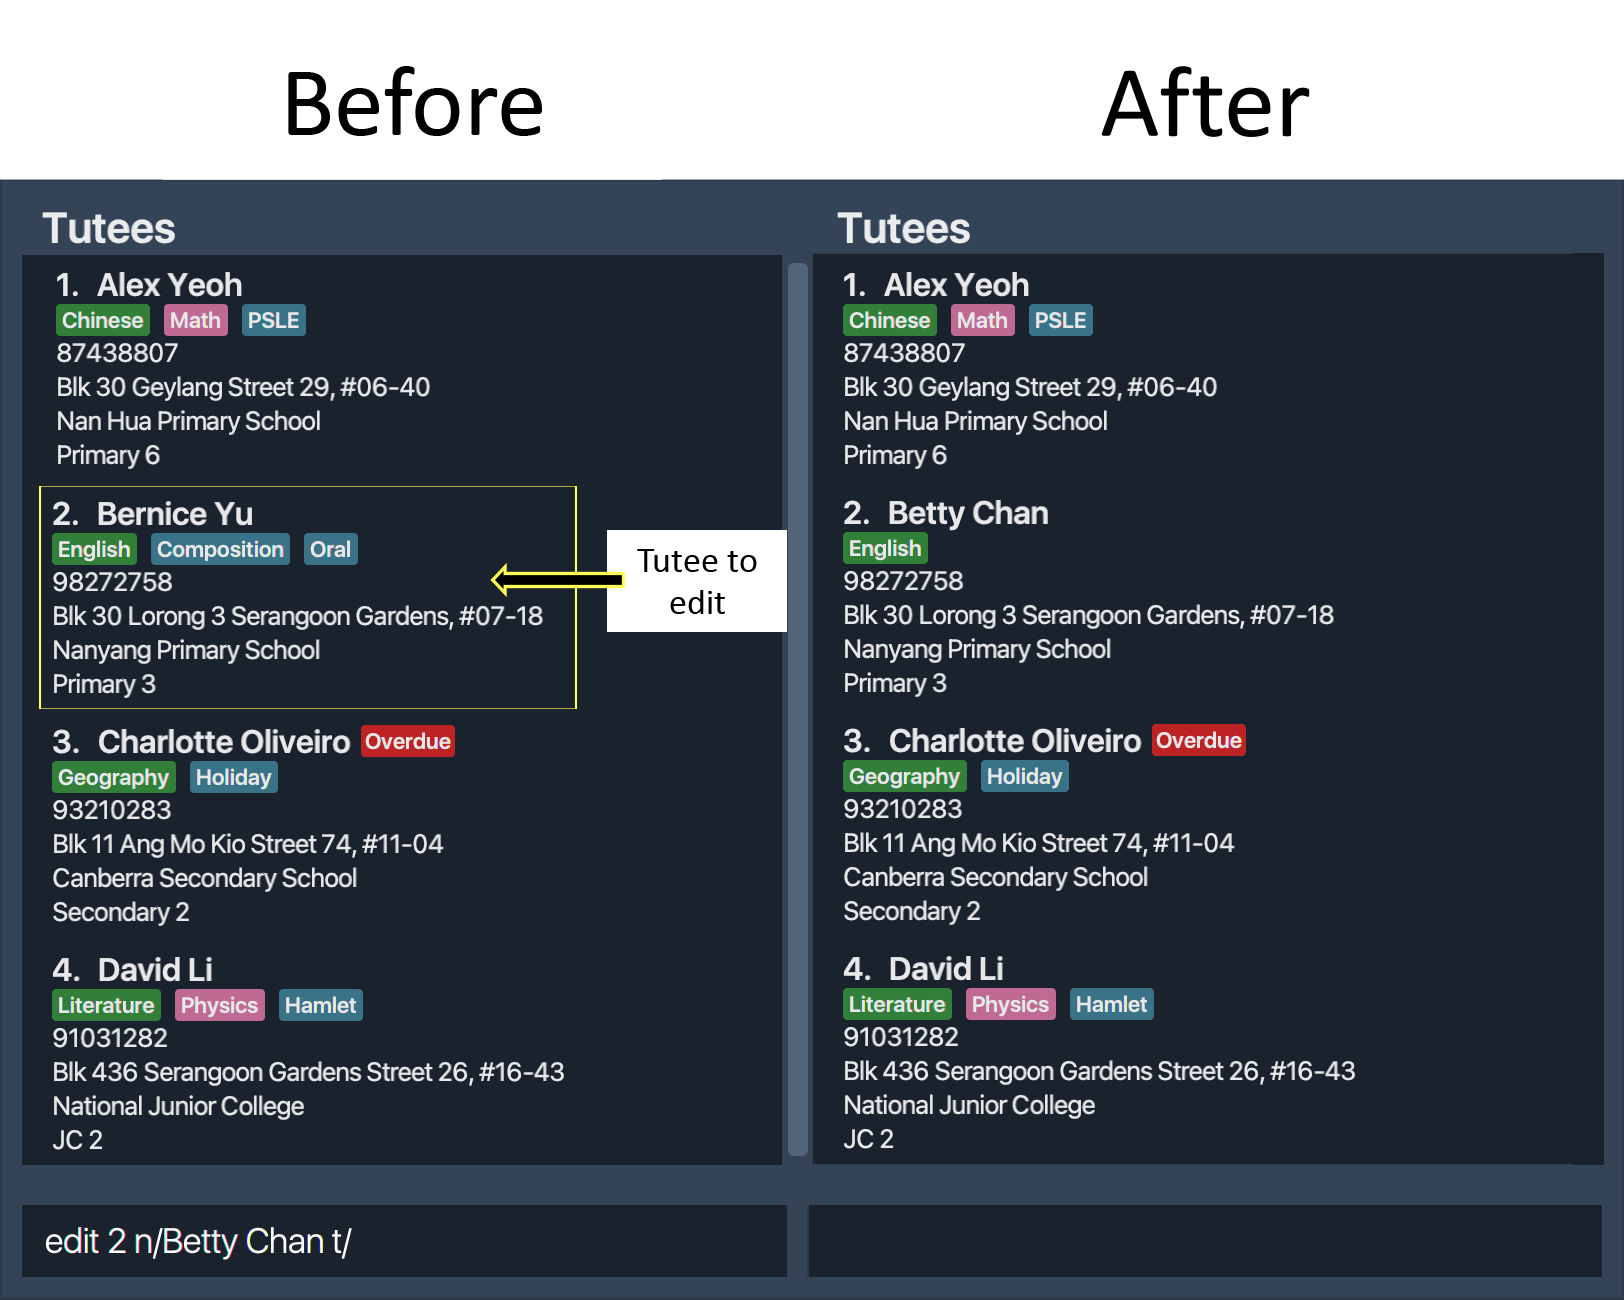 Before
After
Tutees
1. Alex Yeoh
Chinese Math PSLE
87438807
Blk 30 Geylang Street 29, #06-40
Nan Hua Primary School
Primary 6
2. Bernice Yu
English Composition Oral
98272758
Blk 30 Lorong 3 Serangoon Gardens, #07-18
Nanyang Primary School
Primary 3
Tutee to
edit
3. Charlotte Oliveiro Overdue
Geography Holiday
93210283
Blk 11 Ang Mo Kio Street 74, #11-04
Canberra Secondary School
Secondary 2
4. David Li
Literature Physics Hamlet
91031282
Blk 436 Serangoon Gardens Street 26, #16-43
National Junior College
JC 2
edit 2 n/Betty Chan t/
Tutees
1. Alex Yeoh
Chinese Math PSLE
87438807
Blk 30 Geylang Street 29, #06-40
Nan Hua Primary School
Primary 6
2. Betty Chan
English
98272758
Blk 30 Lorong 3 Serangoon Gardens, #07-18
Nanyang Primary School
Primary 3
3. Charlotte Oliveiro Overdue
Geography Holiday
93210283
Blk 11 Ang Mo Kio Street 74, #11-04
Canberra Secondary School
Secondary 2
4. David Li
Literature Physics Hamlet
91031282
Blk 436 Serangoon Gardens Street 26, #16-43
National Junior College
JC 2